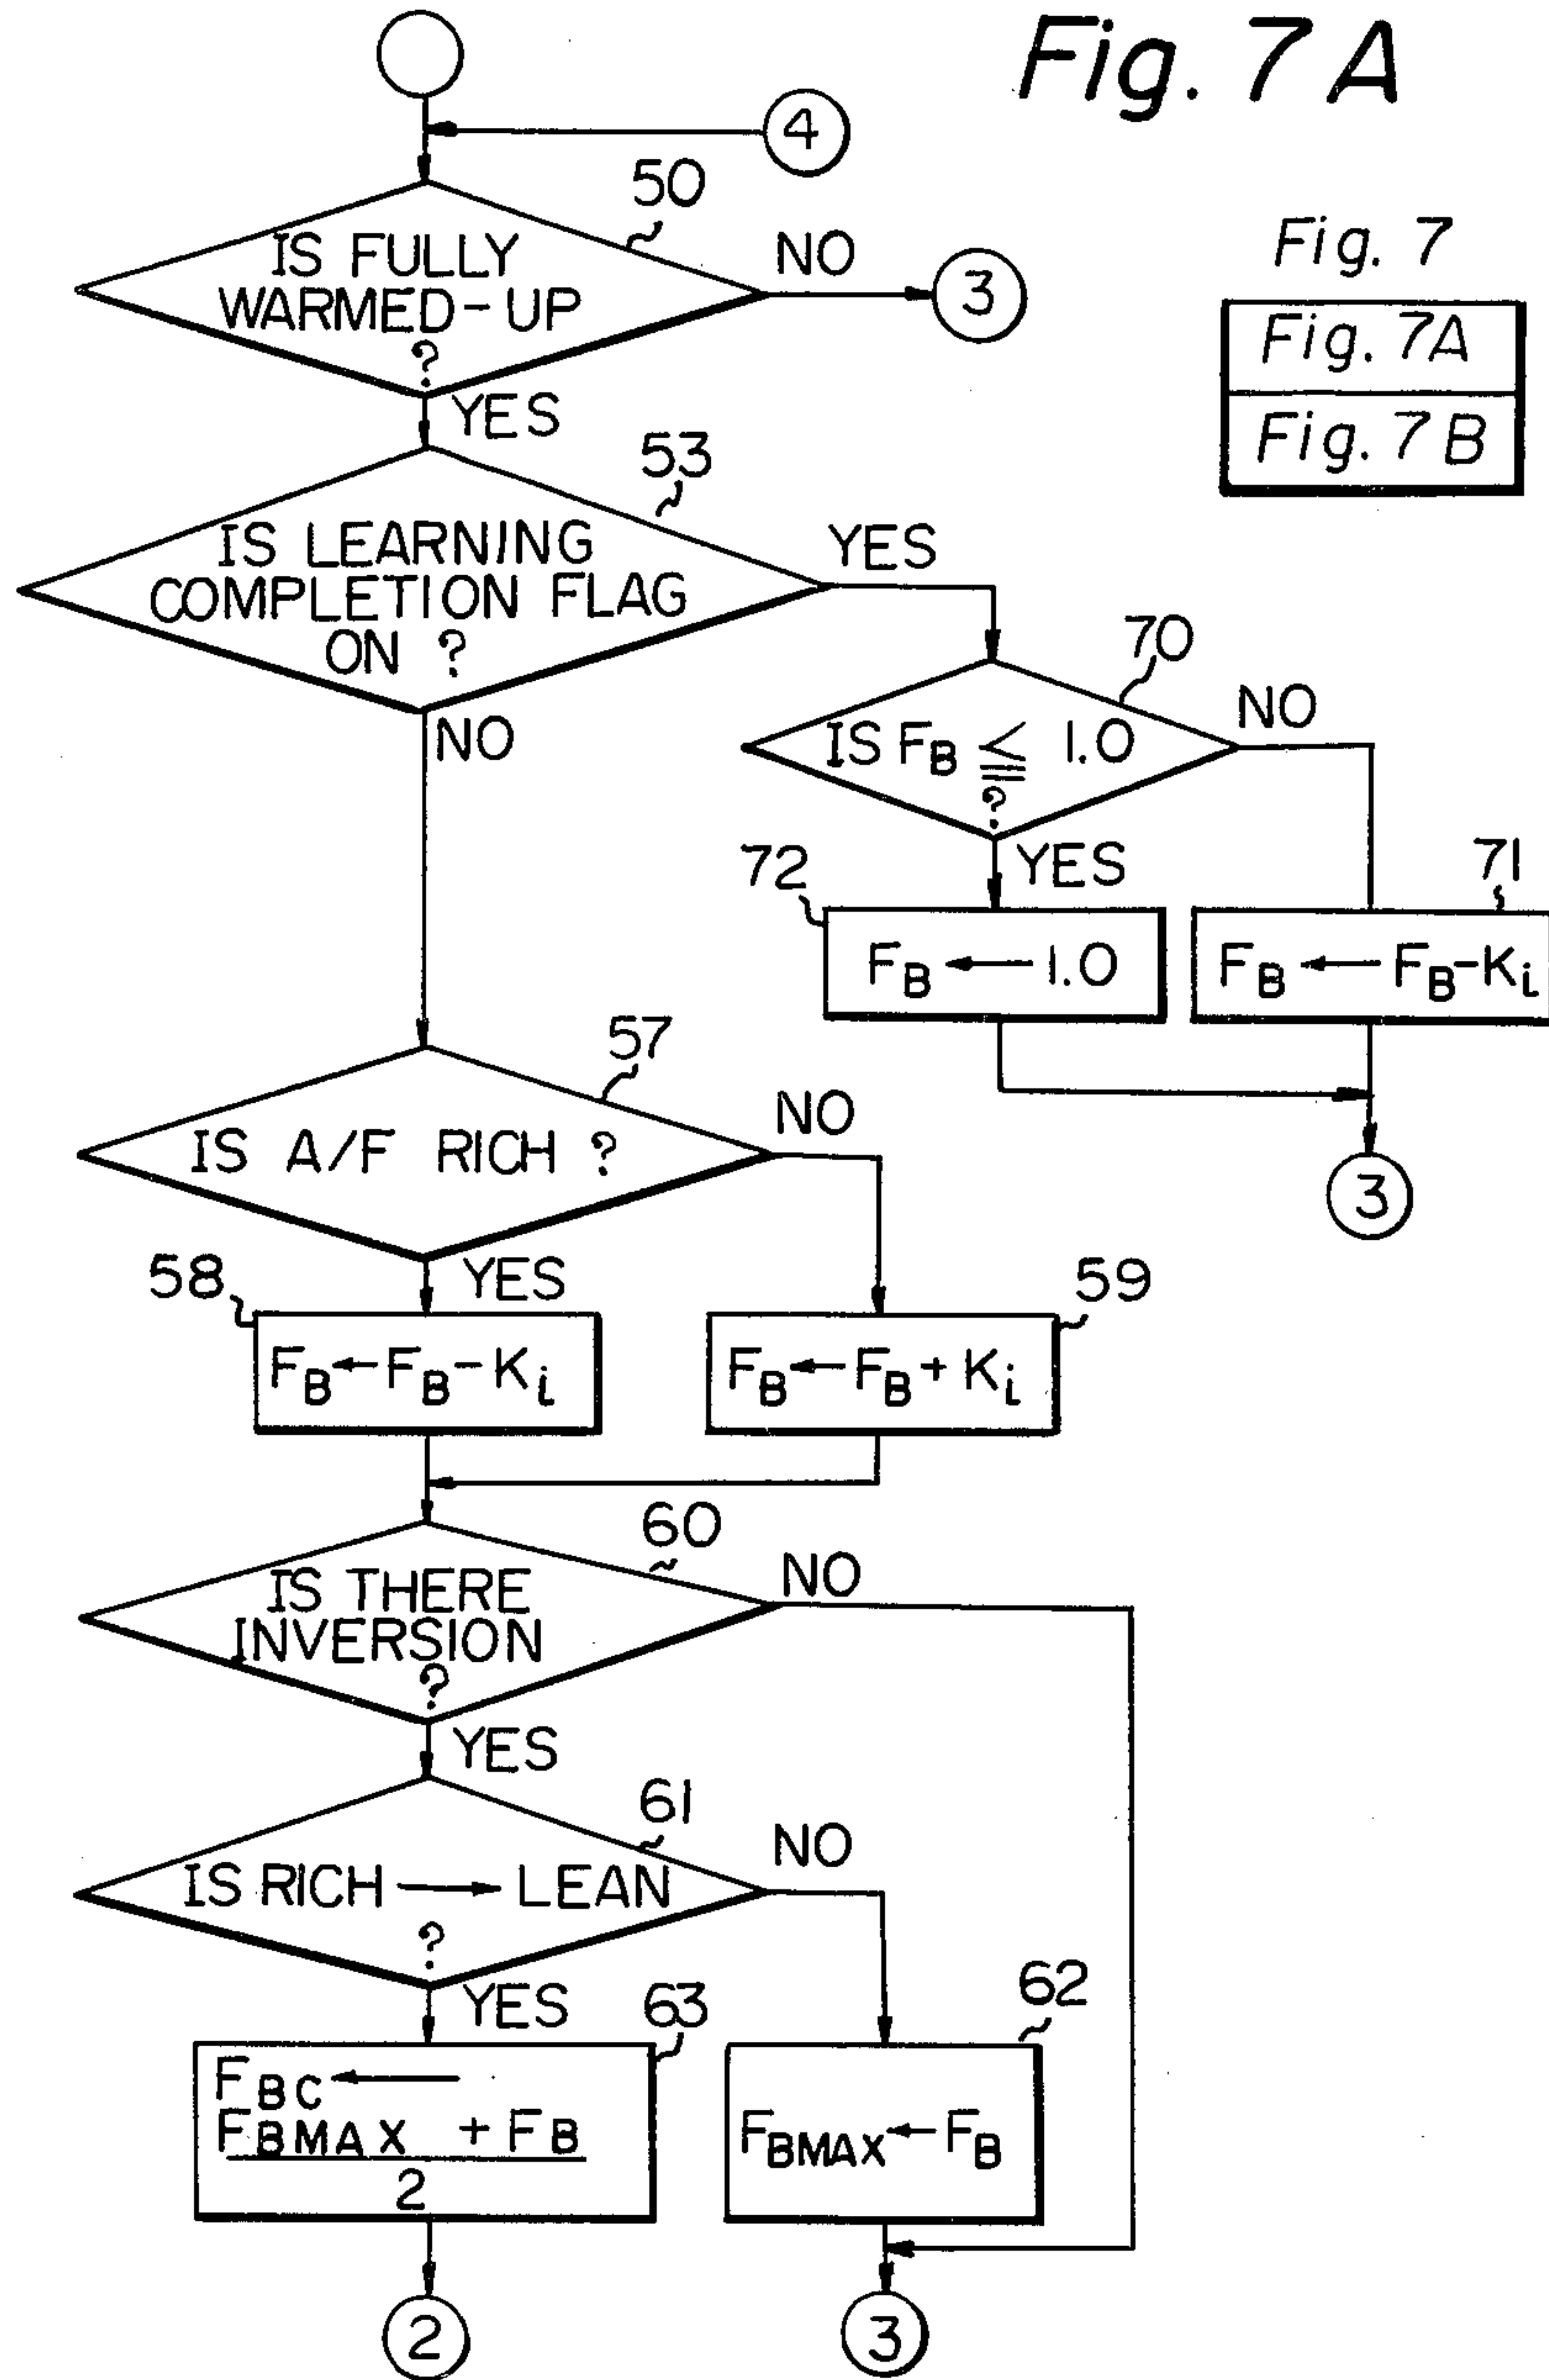 Fig. 7A
4
50
IS FULLY
WARMED-UP
?
NO
3
Fig. 7
Fig. 7A
Fig. 7B
YES
53
IS LEARNING
COMPLETION FLAG
ON ?
YES
NO
70
IS FB ≦ 1.0
?
NO
YES
72
FB ← 1.0
71
FB ← FB-Ki
3
57
IS A/F RICH ?
NO
YES
58
FB ← FB - Ki
59
FB ← FB + Ki
60
IS THERE
INVERSION
?
NO
YES
61
IS RICH → LEAN
?
NO
YES
63
FBC ←
FBMAX + FB
2
62
FBMAX ← FB
2
3